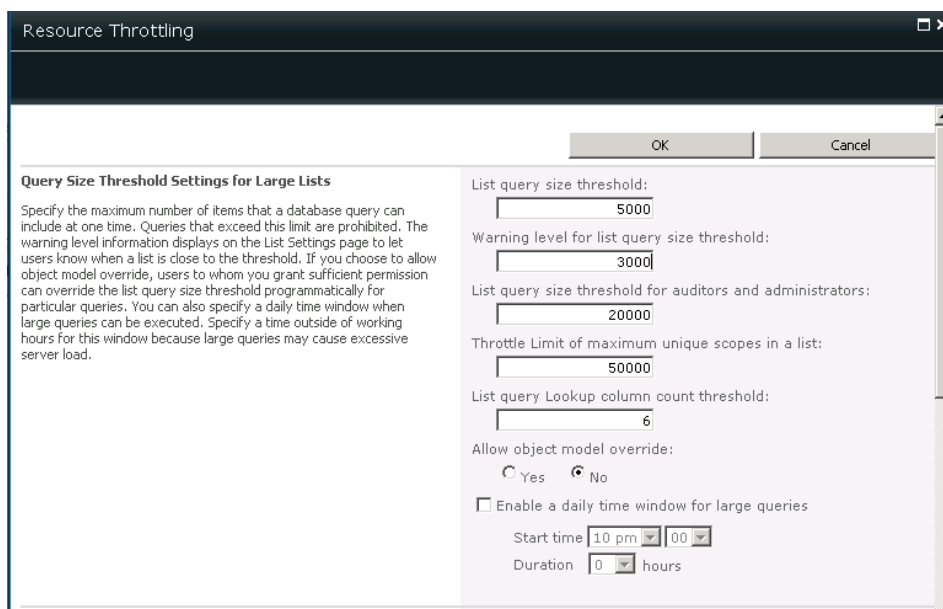 Resource Throttling
OK
Cancel
Query Size Threshold Settings for Large Lists
Specify the maximum number of items that a database query can
include at one time. Queries that exceed this limit are prohibited. The
warning level information displays on the List Settings page to let
users know when a list is close to the threshold. If you choose to allow
object model override, users to whom you grant sufficient permission
can override the list query size threshold programmatically for
particular queries. You can also specify a daily time window when
large queries can be executed. Specify a time outside of working
hours for this window because large queries may cause excessive
server load.
List query size threshold:
5000
Warning level for list query size threshold:
3000
List query size threshold for auditors and administrators:
20000
Throttle Limit of maximum unique scopes in a list:
50000
List query Lookup column count threshold:
6
Allow object model override:
Yes No
Enable a daily time window for large queries
Start time 10 pm 00
Duration 0 hours